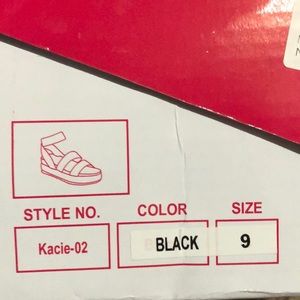 STYLE NO. COLOR SIZE
Kacie-02 BLACK 9